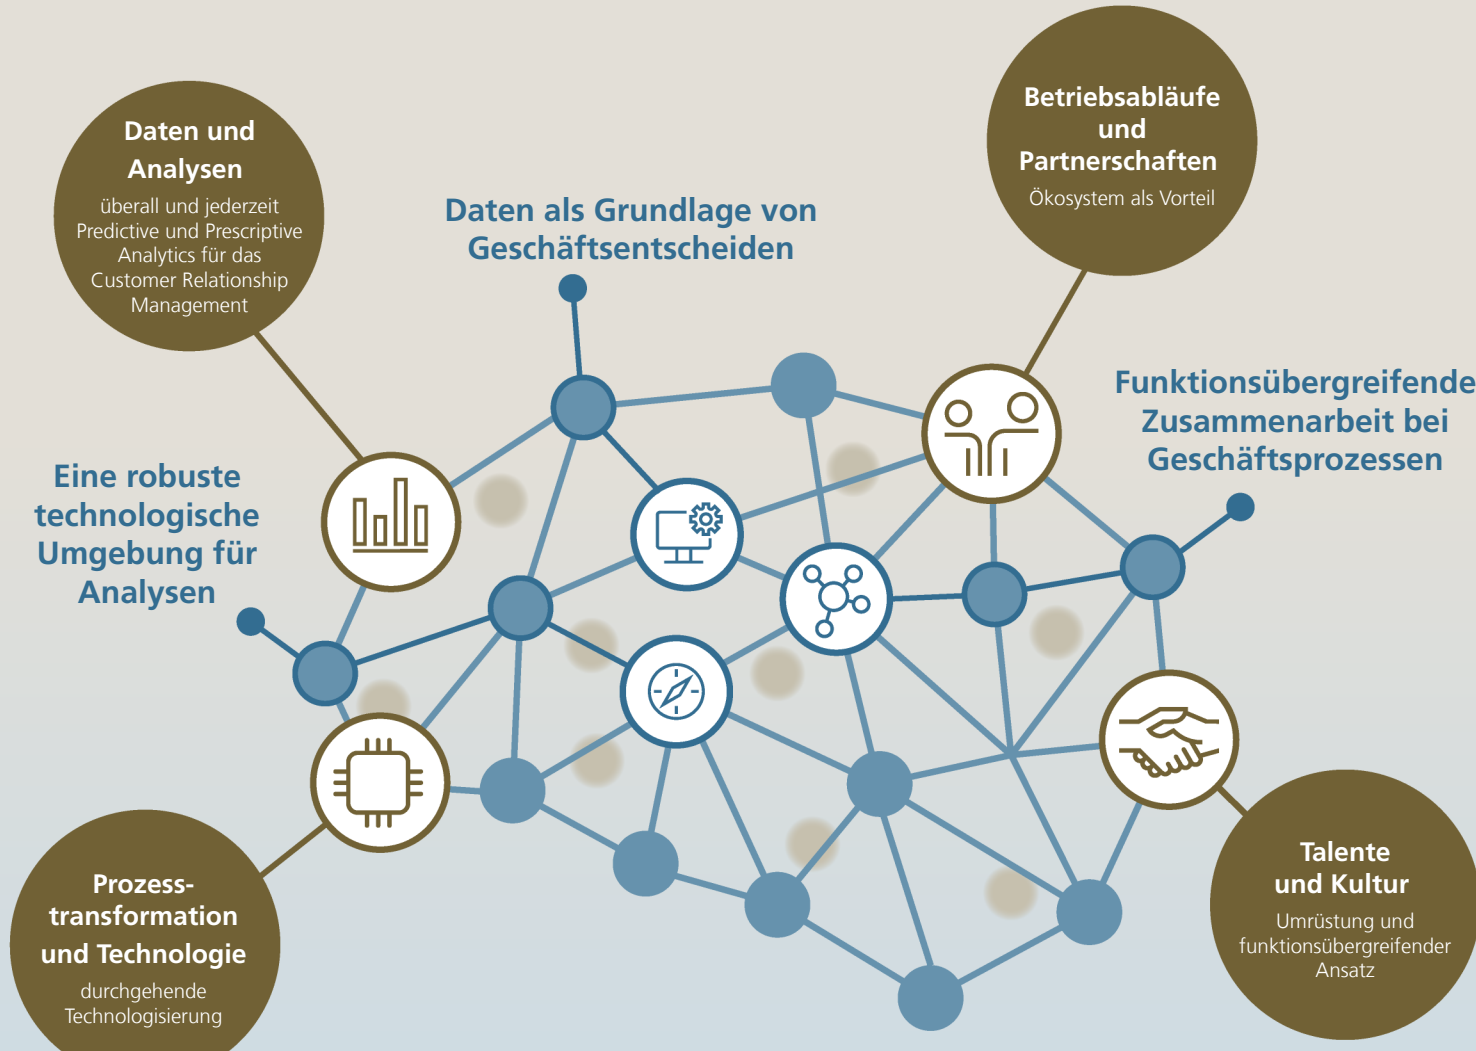 Betriebsabläufe
und
Partnerschaften
Ökosystem als Vorteil
Daten und
Analysen
überall und jederzeit
Predictive und Prescriptive
Analytics für das
Customer Relationship
Management
Daten als Grundlage von
Geschäftsentscheiden
Funktionsübergreifende
Zusammenarbeit bei
Geschäftsprozessen
Eine robuste
technologische
Umgebung für
Analysen
Prozess-
transformation
und Technologie
durchgehende
Technologisierung
Talente
und Kultur
Umrüstung und
funktionsübergreifender
Ansatz